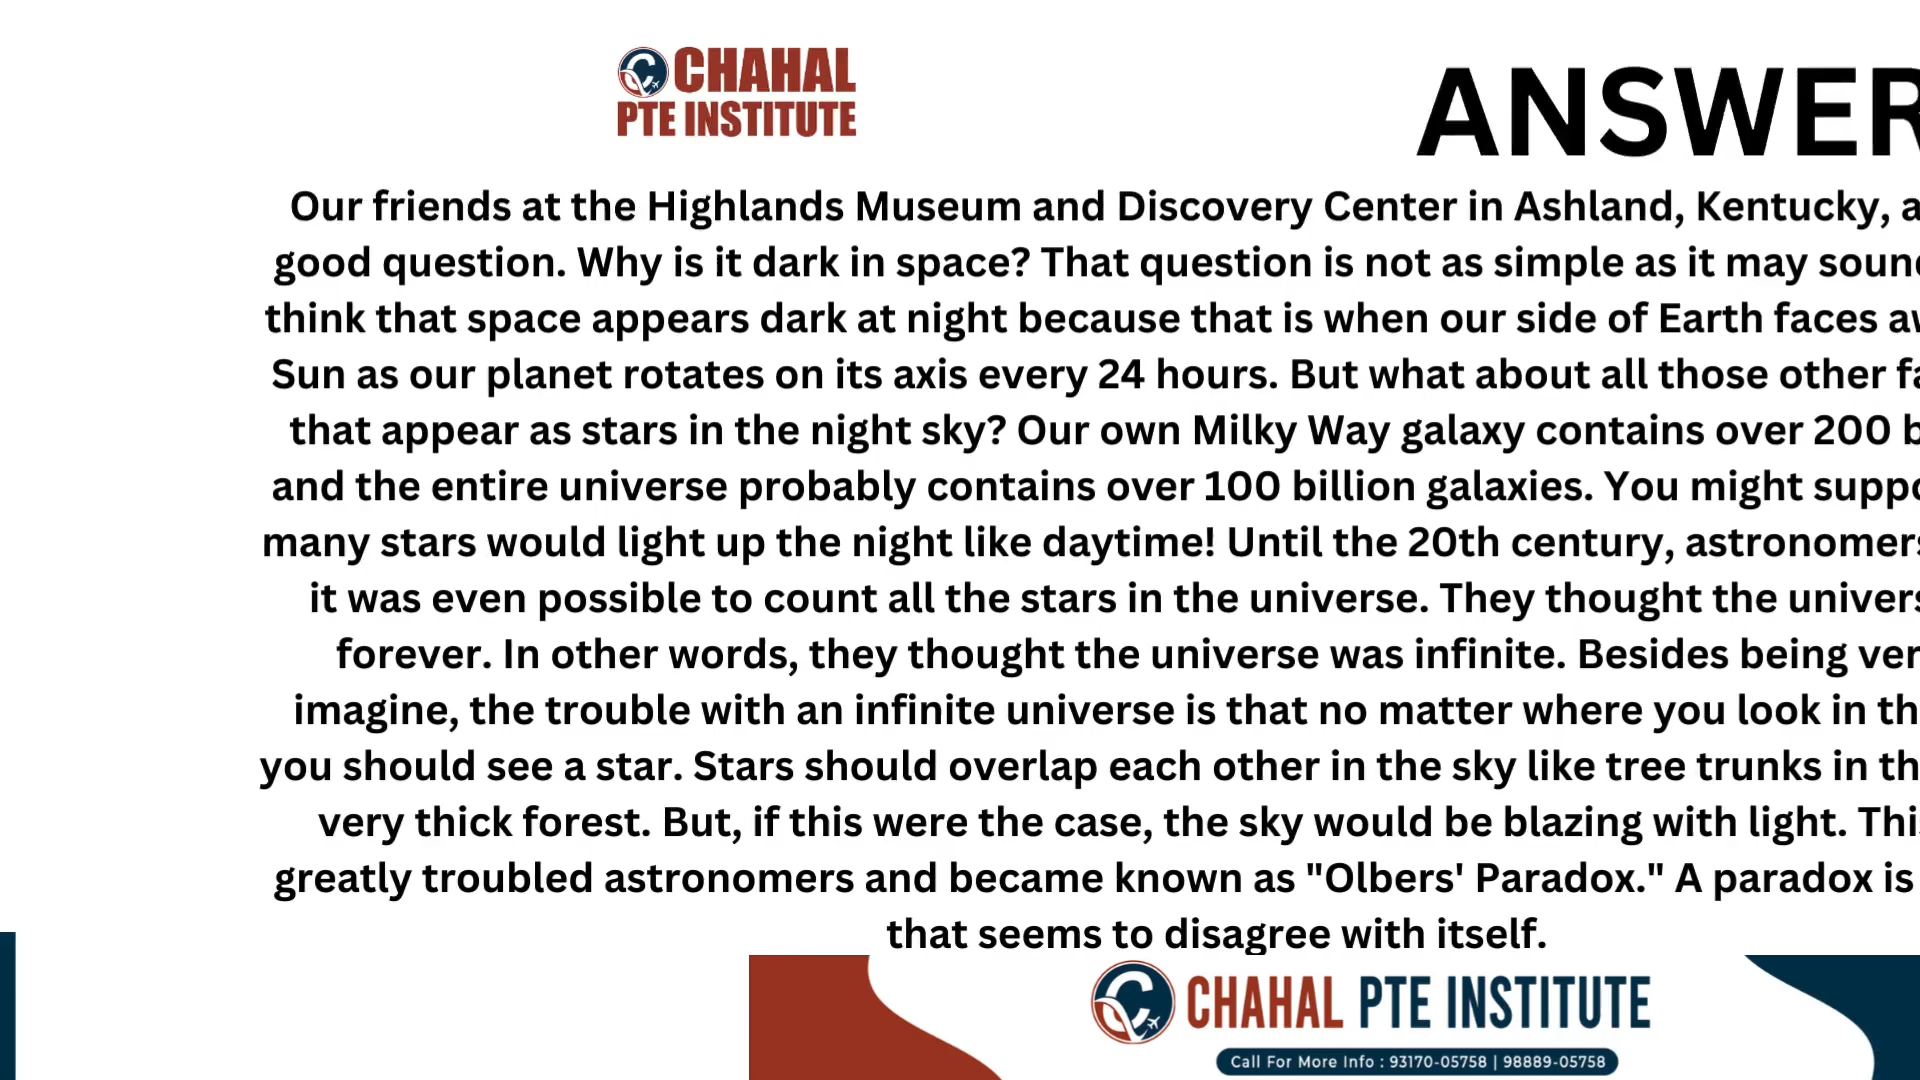 CHAHAL
PTE INSTITUTE
ANSWER
Our friends at the Highlands Museum and Discovery Center in Ashland, Kentucky,
good question. Why is it dark in space? That question is not as simple as it may
think that space appears dark at night because that is when our side of Earth faces
Sun as our planet rotates on its axis every 24 hours. But what about all those other
that appear as stars in the night sky? Our own Milky Way galaxy contains over 200
and the entire universe probably contains over 100 billion galaxies. You might
many stars would light up the night like daytime! Until the 20th century,
it was even possible to count all the stars in the universe. They thought the
forever. In other words, they thought the universe was infinite. Besides being
imagine, the trouble with an infinite universe is that no matter where you look in
you should see a star. Stars should overlap each other in the sky like tree trunks in
very thick forest. But, if this were the case, the sky would be blazing with light.
greatly troubled astronomers and became known as "Olbers' Paradox." A paradox is
that seems to disagree with itself.
CHAHAL PTE INSTITUTE
Call For More Info : 93170-05758 | 98889-05758